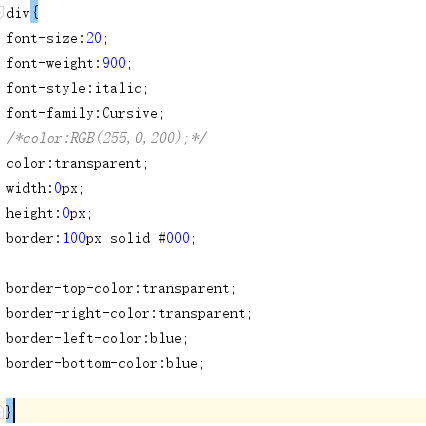 div{
font-size:20;
font-weight:900;
font-style:italic;
font-family:Cursive;
/*color:RGB(255,0,200);*/
color:transparent;
width:0px;
height:0px;
border:100px solid #000;
border-top-color:transparent;
border-right-color:transparent;
border-left-color:blue;
border-bottom-color:blue;
}